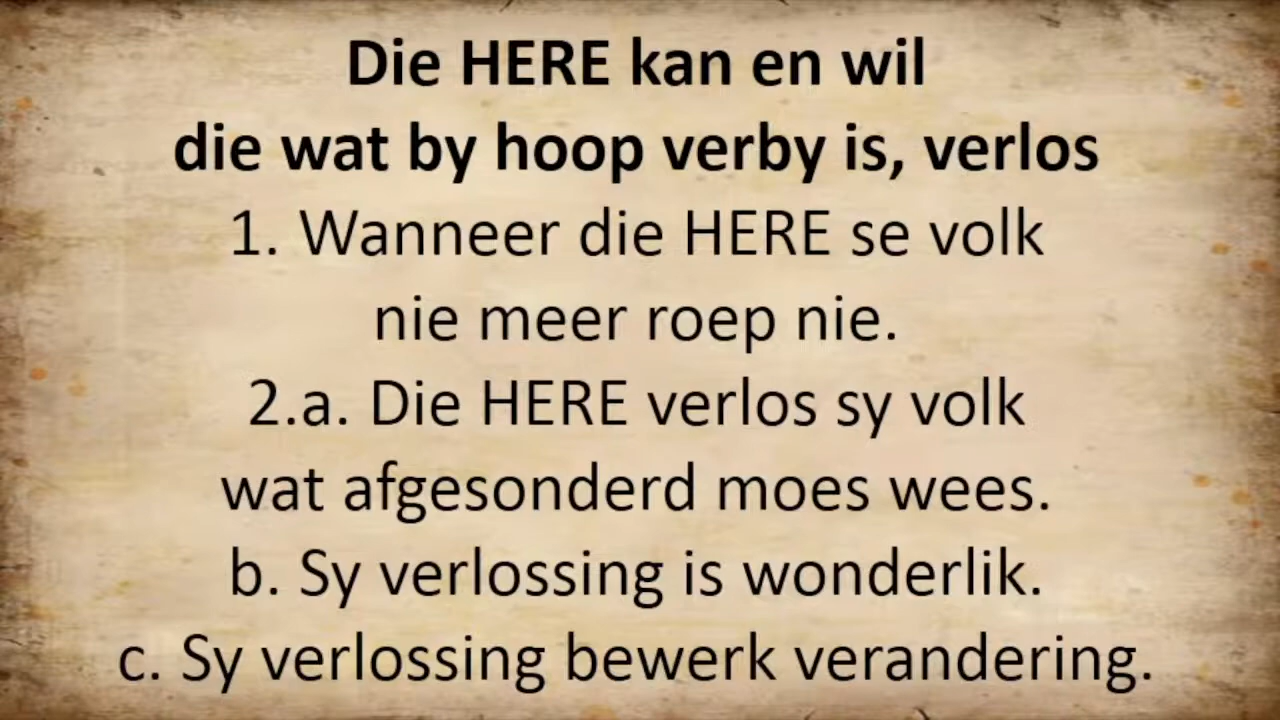 Die HERE kan en wil
die wat by hoop verby is, verlos
1. Wanneer die HERE se volk
nie meer roep nie.
2.a. Die HERE verlos sy volk
wat afgesonderd moes wees.
b. Sy verlossing is wonderlik.
c. Sy verlossing bewerk verandering.